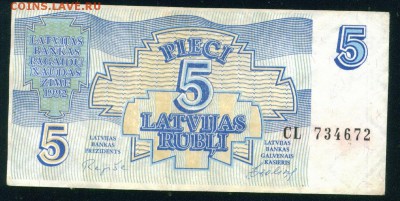 COINS.LAVE.RO
LATVIJAS
BANKAS
PAGAIDU
NAUDAS
ZĪME
1992
PIECI
5
5
LATVIJAS
RUBĻI
CL 734672
5
LATVIJAS
BANKAS
PREZIDENTS
LATVIJAS
BANKAS
GALVENAIS
KASIERIS